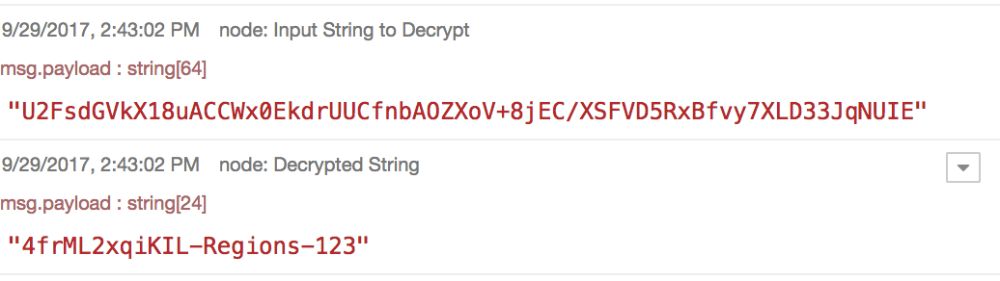 9/29/2017, 2:43:02 PM node: Input String to Decrypt
msg.payload : string[64]
"U2FsdGVkX18uACCWx0EkdrUUCfnbAOZXoV+8jEC/XSFVD5RxBfvy7XLD33JqNUIE"
9/29/2017, 2:43:02 PM node: Decrypted String
msg.payload : string[24]
"4frML2xqiKIL-Regions-123"